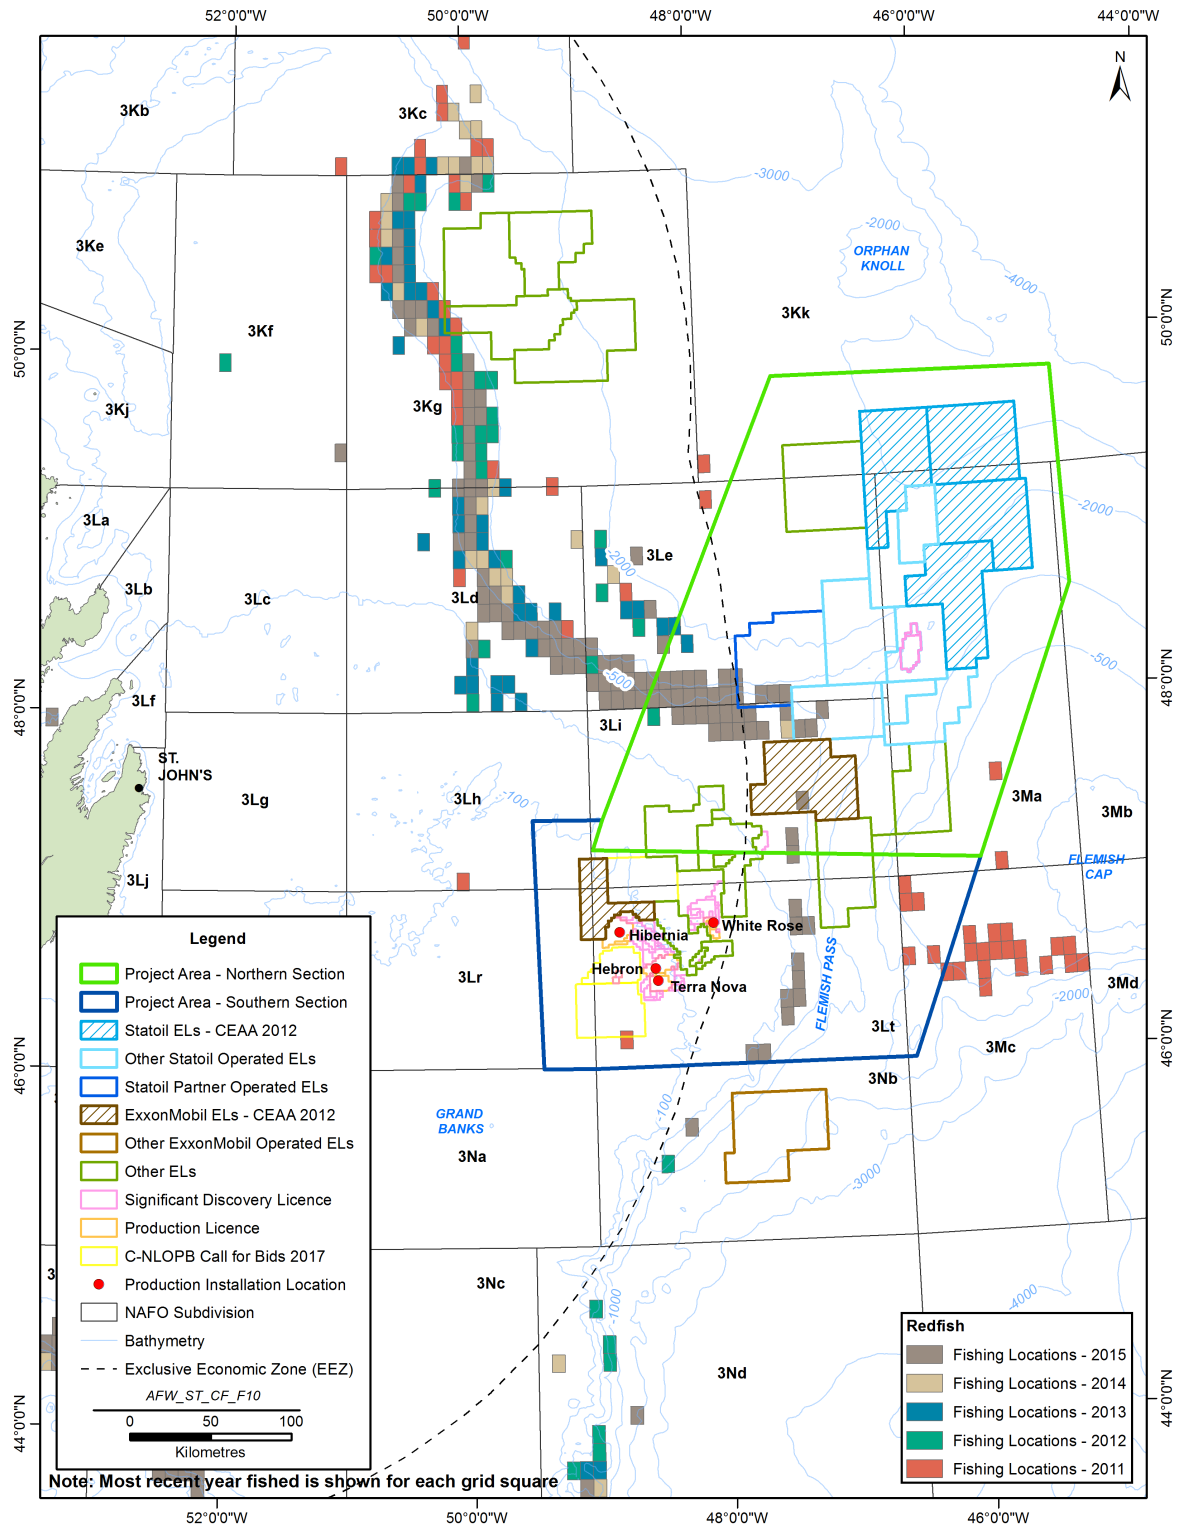 52°0'0"W
50°0'0"W
48°0'0"W
46°0'0"W
44°0'0"W
N
3Kb
3Kc
-3000
-2000
3Ke
ORPHAN
KNOLL
-4000
3Kk
3Kf
50°0'0"N
50°0'0"N
3Kj
3Kg
3La
-2000
3Le
-2000
3Lb
3Lc
3Ld
-500
-500
3Lf
48°0'0"N
48°0'0"N
3Li
ST.
JOHN'S
3Lg
3Lh
-100
3Ma
3Mb
FLEMISH
CAP
3Lj
White Rose
Hibernia
Hebron
Terra Nova
3Lr
FLEMISH PASS
3Md
-2000
3Lt
3Mc
46°0'0"N
46°0'0"N
3Nb
-100
GRAND
BANKS
3Na
-3000
3
3Nc
-1000
-4000
3Nd
44°0'0"N
44°0'0"N
Legend
Project Area - Northern Section
Project Area - Southern Section
Statoil ELs - CEAA 2012
Other Statoil Operated ELs
Statoil Partner Operated ELs
ExxonMobil ELs - CEAA 2012
Other ExxonMobil Operated ELs
Other ELs
Significant Discovery Licence
Production Licence
C-NLOPB Call for Bids 2017
Production Installation Location
NAFO Subdivision
Bathymetry
Exclusive Economic Zone (EEZ)
AFW_ST_CF_F10
0 50 100
Kilometres
Redfish
Fishing Locations - 2015
Fishing Locations - 2014
Fishing Locations - 2013
Fishing Locations - 2012
Fishing Locations - 2011
Note: Most recent year fished is shown for each grid square
52°0'0"W
50°0'0"W
48°0'0"W
46°0'0"W